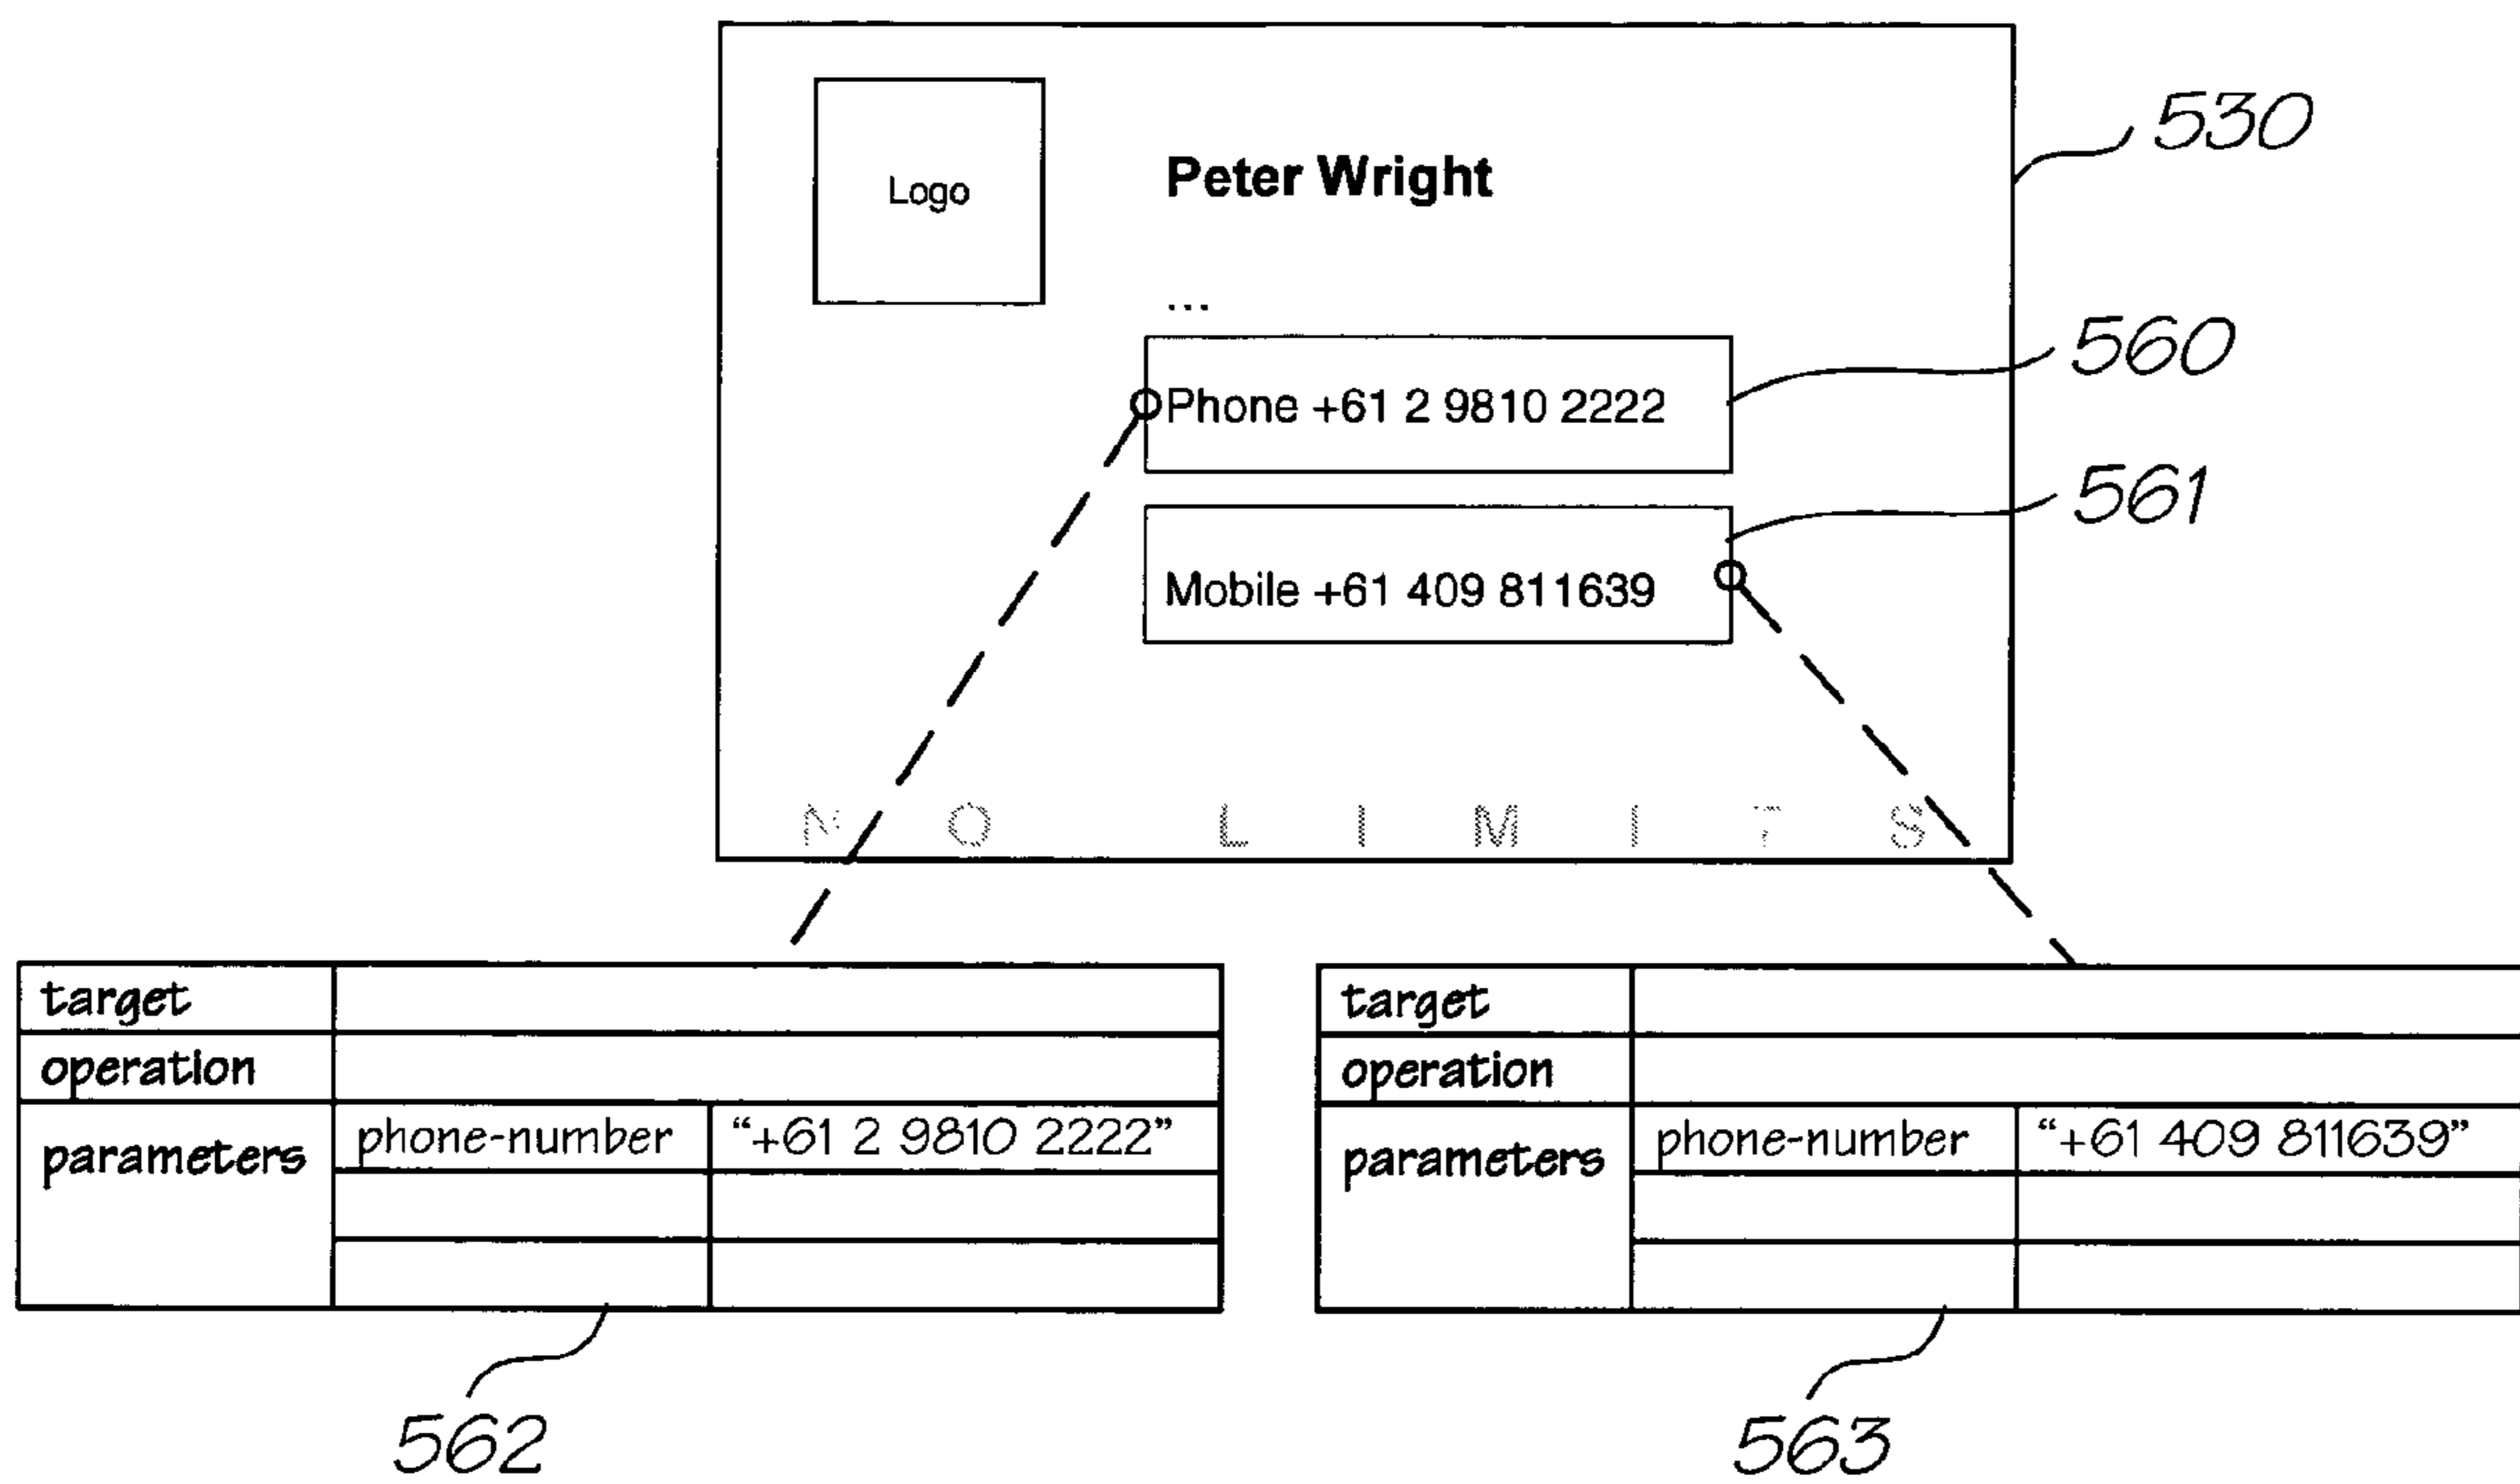 530
Logo
Peter Wright
...
560
Phone +61 2 9810 2222
561
Mobile +61 409 811639
N O L I M I T S
target
operation
parameters phone-number “+61 2 9810 2222”
562
target
operation
parameters phone-number “+61 409 811639”
563